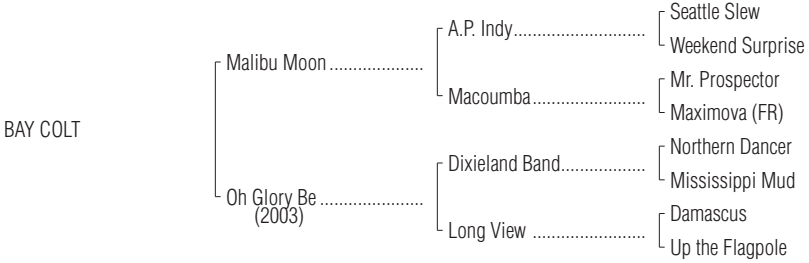 Seattle Slew
A.P. Indy..............................
Weekend Surprise
Malibu Moon .....................
Mr. Prospector
Macoumba..........................
Maximova (FR)
BAY COLT
Northern Dancer
Dixieland Band....................
Mississippi Mud
Oh Glory Be .......................
(2003)
Damascus
Long View ..........................
Up the Flagpole